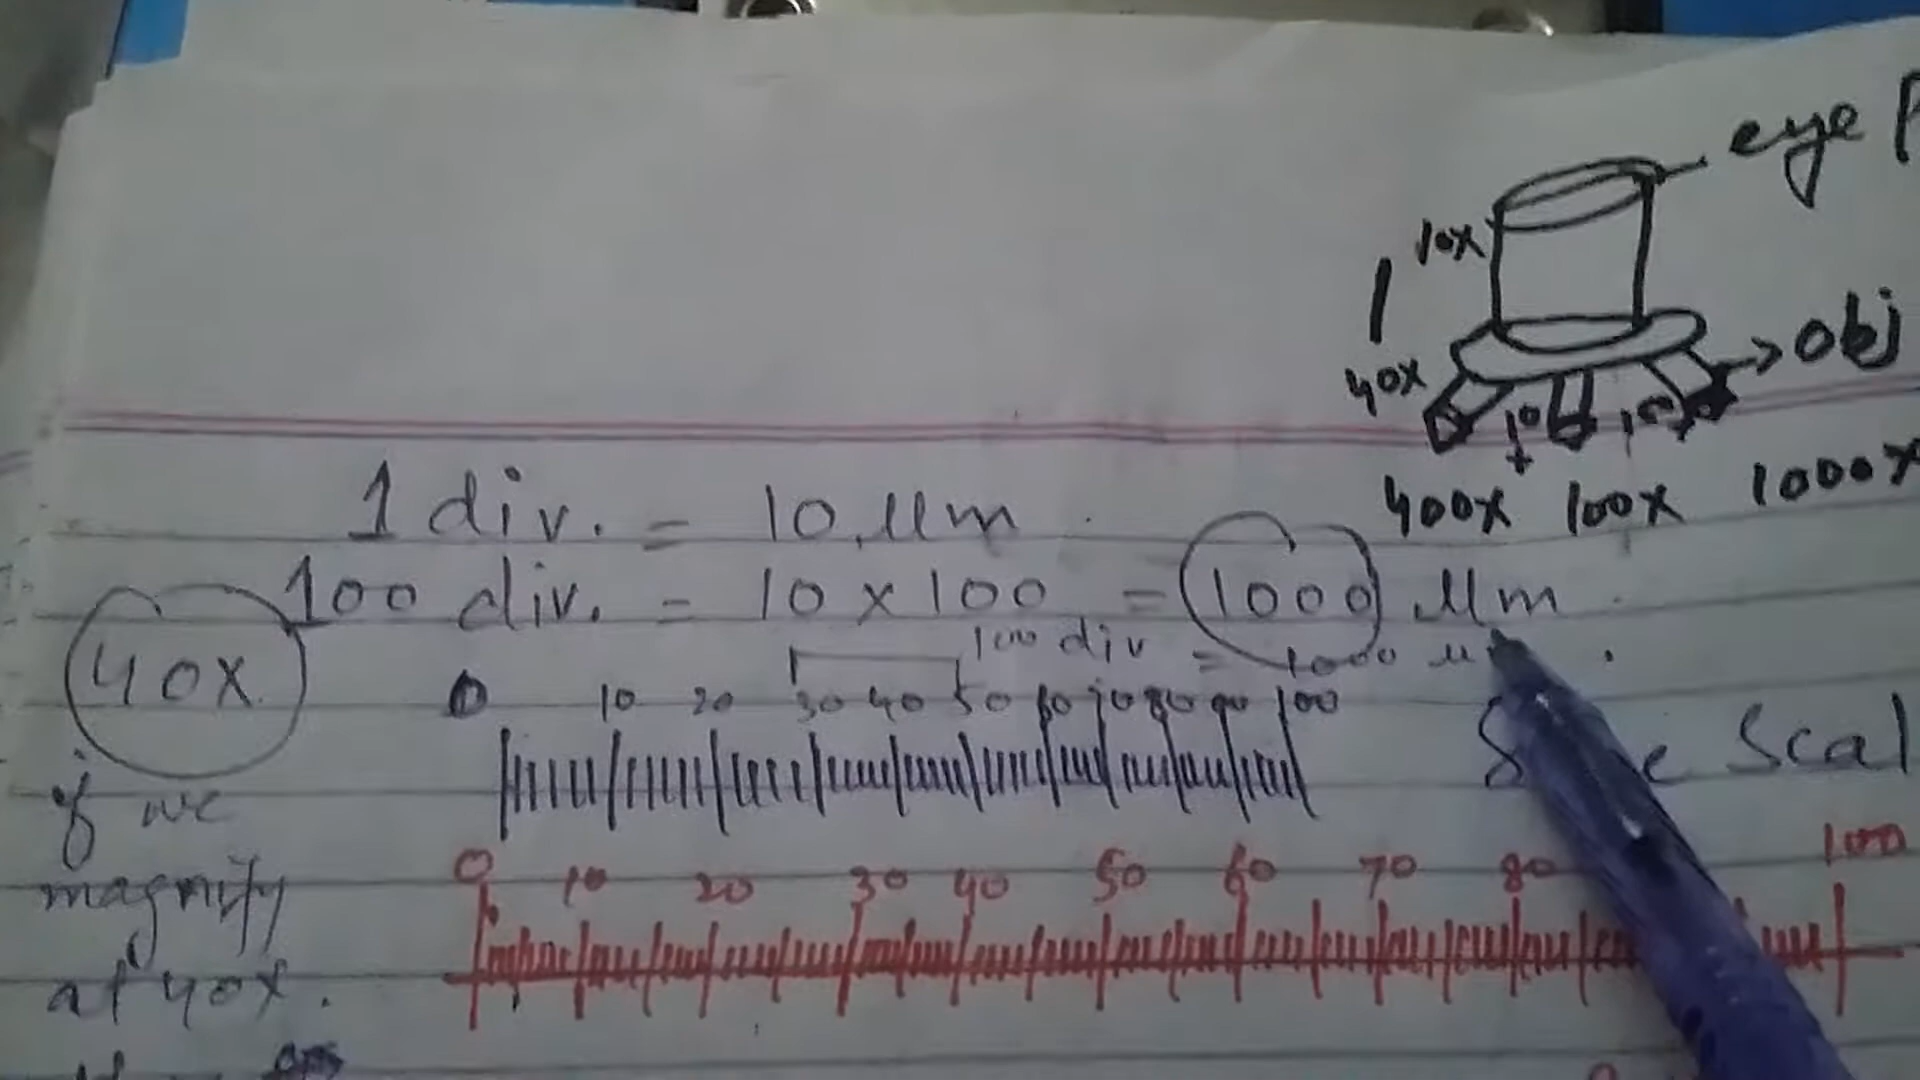 eye P
10x
40x
obj
10
400x 100x 1000x
1 div. = 10 µm
100 div. = 10 x 100 = 1000 µm
100 div = 1000 µ
40x
0 10 20 30 40 50 60 70 80 90 100
Scal
if we
magnify
at 40x.
0 10 20 30 40 50 60 70 80 100